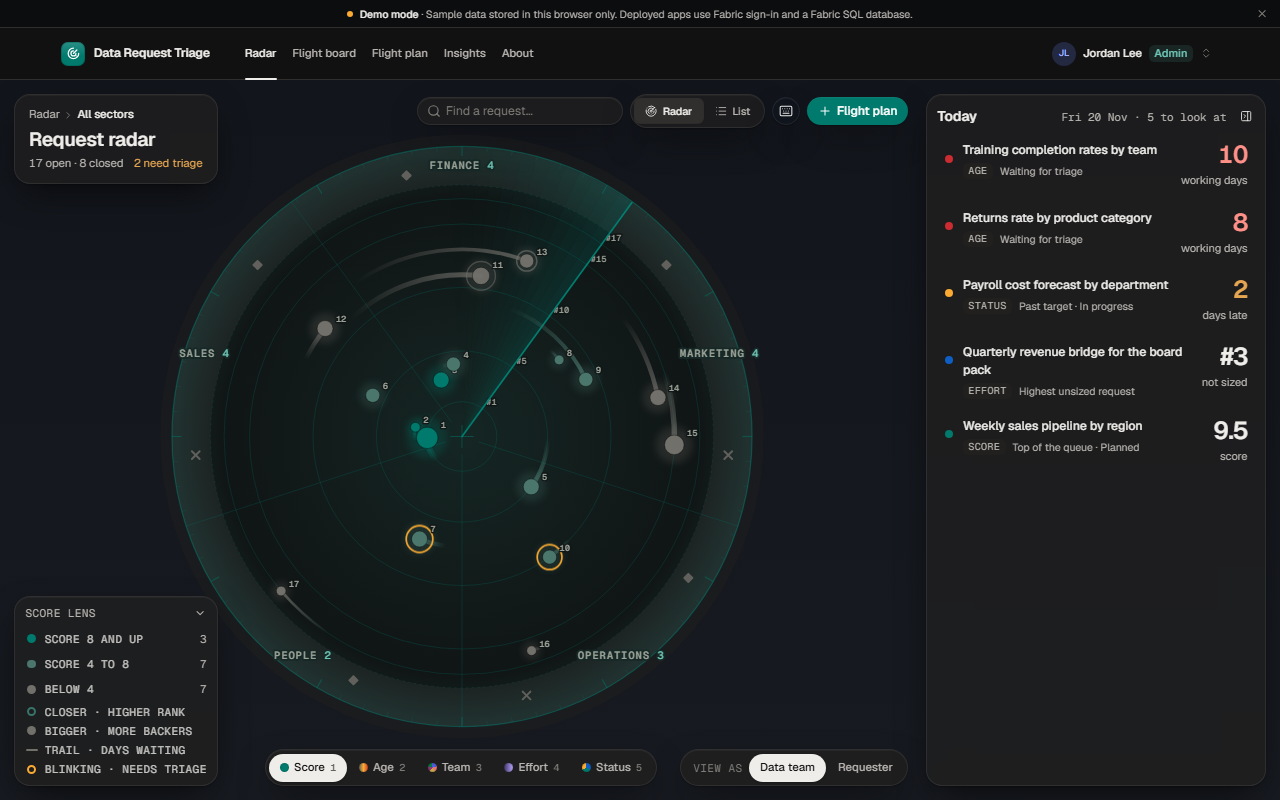 Demo mode · Sample data stored in this browser only. Deployed apps use Fabric sign-in and a Fabric SQL database.
Data Request Triage
Radar
Flight board
Flight plan
Insights
About
JL
Jordan Lee
Admin
Radar > All sectors
Request radar
17 open · 8 closed 2 need triage
Find a request...
Radar
List
Flight plan
FINANCE 4
SALES 4
MARKETING 4
PEOPLE 2
OPERATIONS 3
#17
#15
#10
#5
#1
13
11
12
4
8
9
6
14
2
1
15
5
7
10
17
16
SCORE LENS
SCORE 8 AND UP 3
SCORE 4 TO 8 7
BELOW 4 7
CLOSER · HIGHER RANK
BIGGER · MORE BACKERS
TRAIL · DAYS WAITING
BLINKING · NEEDS TRIAGE
Score 1
Age 2
Team 3
Effort 4
Status 5
VIEW AS
Data team
Requester
Today
Fri 20 Nov · 5 to look at
Training completion rates by team
AGE Waiting for triage
10
working days
Returns rate by product category
AGE Waiting for triage
8
working days
Payroll cost forecast by department
STATUS Past target · In progress
2
days late
Quarterly revenue bridge for the board
pack
EFFORT Highest unsized request
#3
not sized
Weekly sales pipeline by region
SCORE Top of the queue · Planned
9.5
score